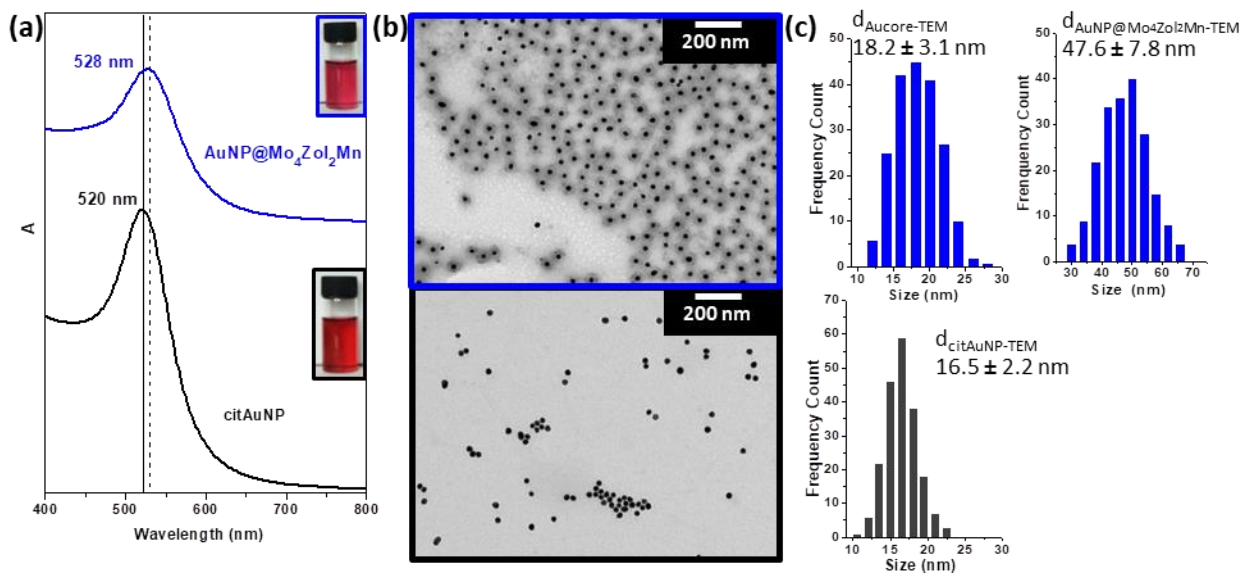 (a)
528 nm
AuNP@Mo₄Zol₂Mn
520 nm
citAuNP
A
400 500 600 700 800
Wavelength (nm)
(b)
200 nm
200 nm
(c)
dAucore-TEM
18.2 ± 3.1 nm
50
40
30
20
10
0
Frequency Count
10 15 20 25 30
Size (nm)
dAuNP@Mo4Zol2Mn-TEM
47.6 ± 7.8 nm
50
40
30
20
10
0
Frenquency Count
30 40 50 60 70
Size (nm)
dcitAuNP-TEM
16.5 ± 2.2 nm
70
60
50
40
30
20
10
0
Frequency Count
10 15 20 25 30
Size (nm)